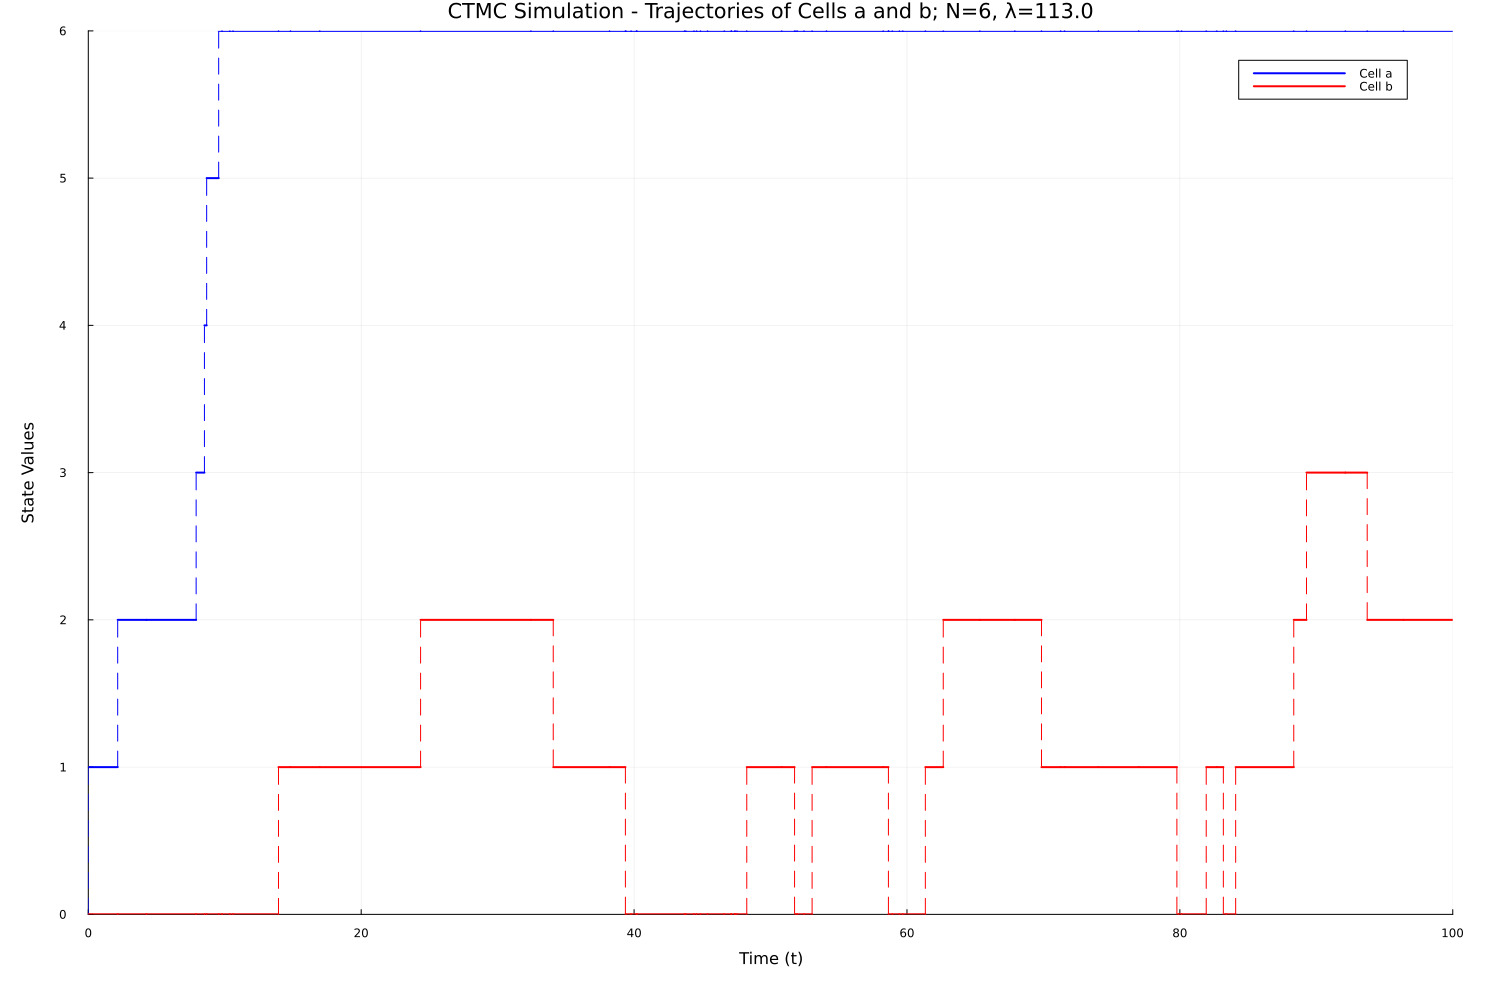 CTMC Simulation - Trajectories of Cells a and b; N=6, λ=113.0
6
Cell a
Cell b
5
4
State Values
3
2
1
0
0 20 40 60 80 100
Time (t)